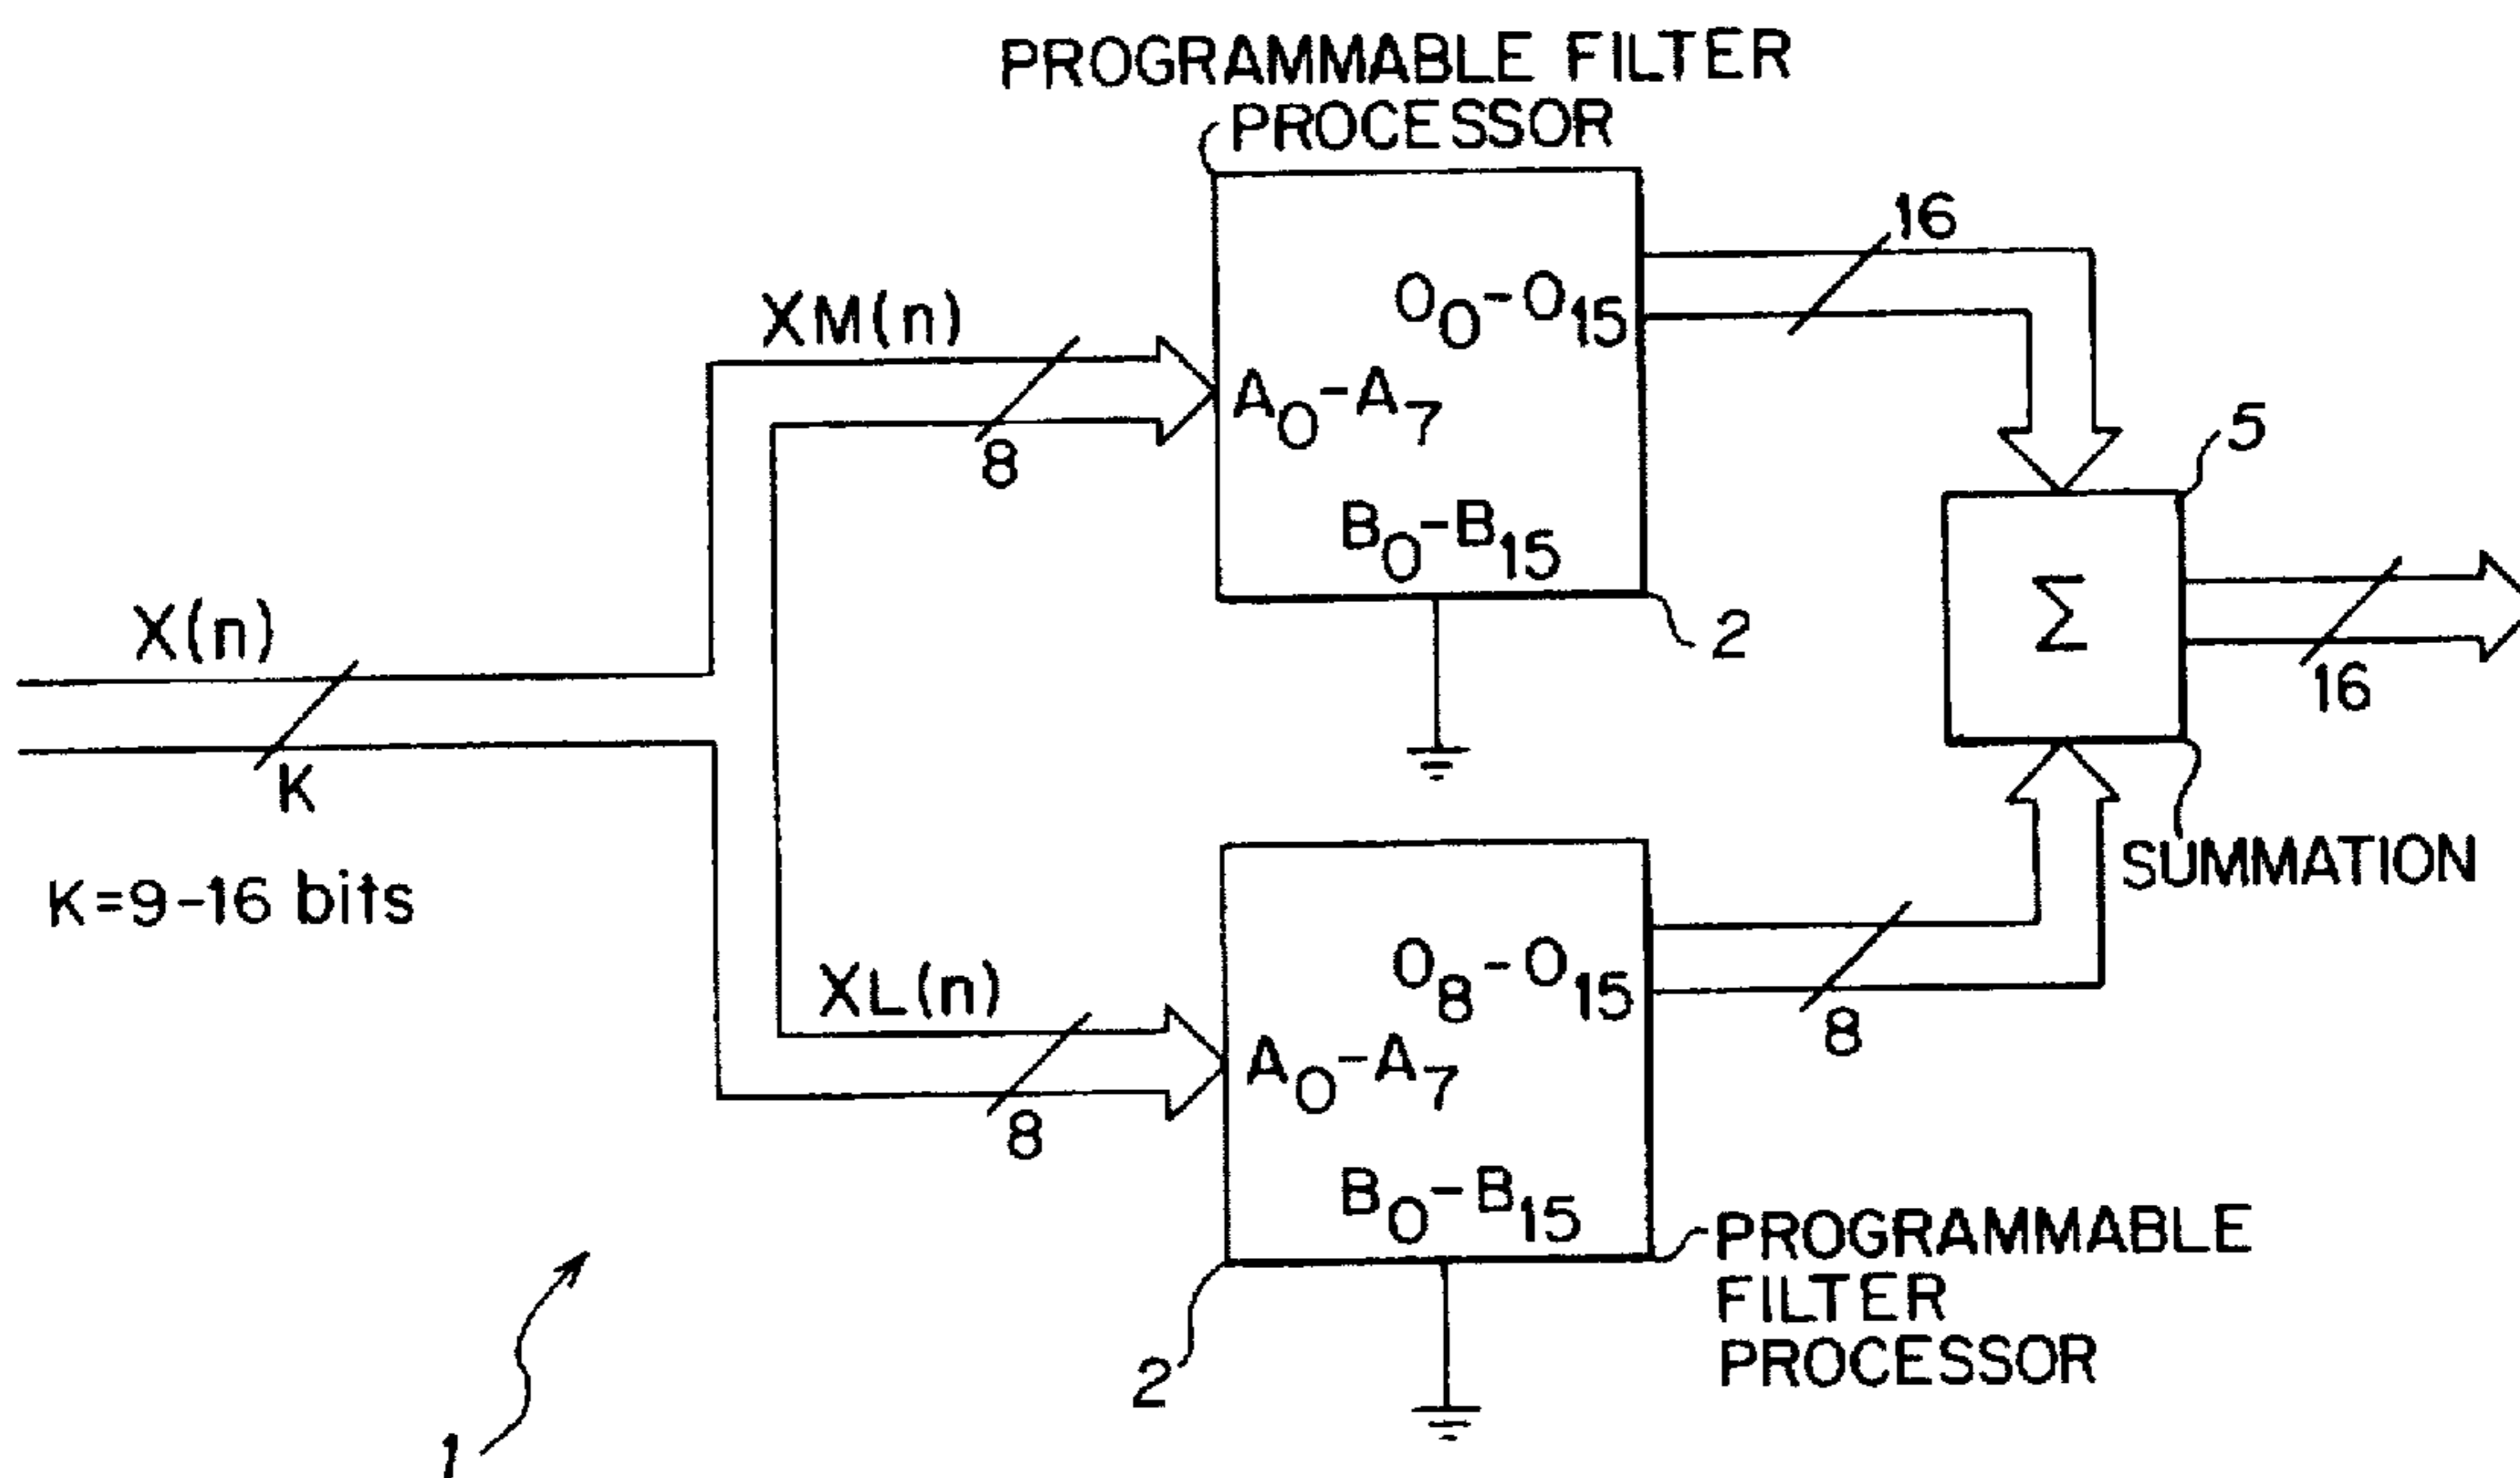 PROGRAMMABLE FILTER
PROCESSOR
16
O0-O15
XM(n)
A0-A7
8
5
B0-B15
Σ
X(n)
2
16
K
SUMMATION
K=9-16 bits
O8-O15
XL(n)
8
A0-A7
8
B0-B15
PROGRAMMABLE
FILTER
PROCESSOR
2
1